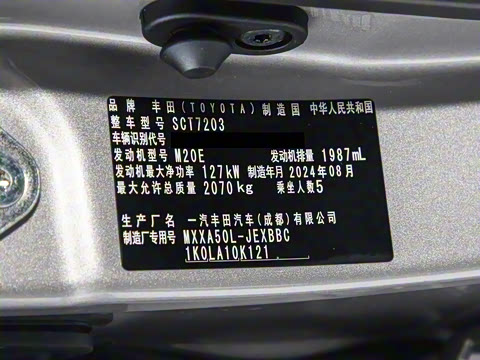 品牌 丰田(TOYOTA) 制造国 中华人民共和国
整车型号 SCT7203
车辆识别代号
发动机型号 M20E 发动机排量 1987mL
发动机最大净功率 127kW 制造年月 2024年08月
最大允许总质量 2070kg 乘坐人数5
生产厂名 一汽丰田汽车(成都)有限公司
制造厂专用号 MXXA50L-JEXBBC
1K0LA10K121